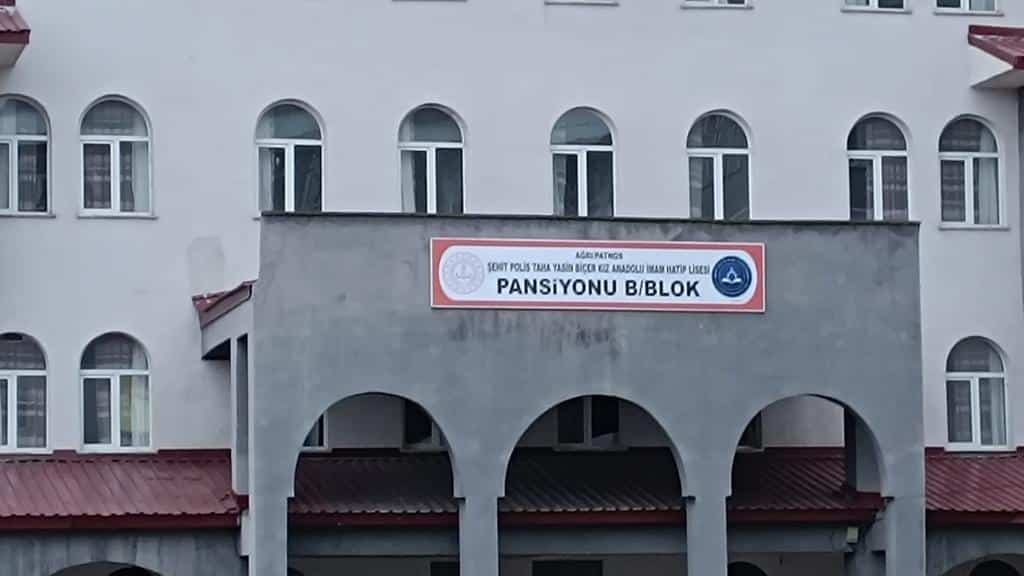 AĞRI/PATNOS
ŞEHİT POLİS TAHA YASİN BİÇER KIZ ANADOLU İMAM HATİP LİSESİ
PANSİYONU B/BLOK